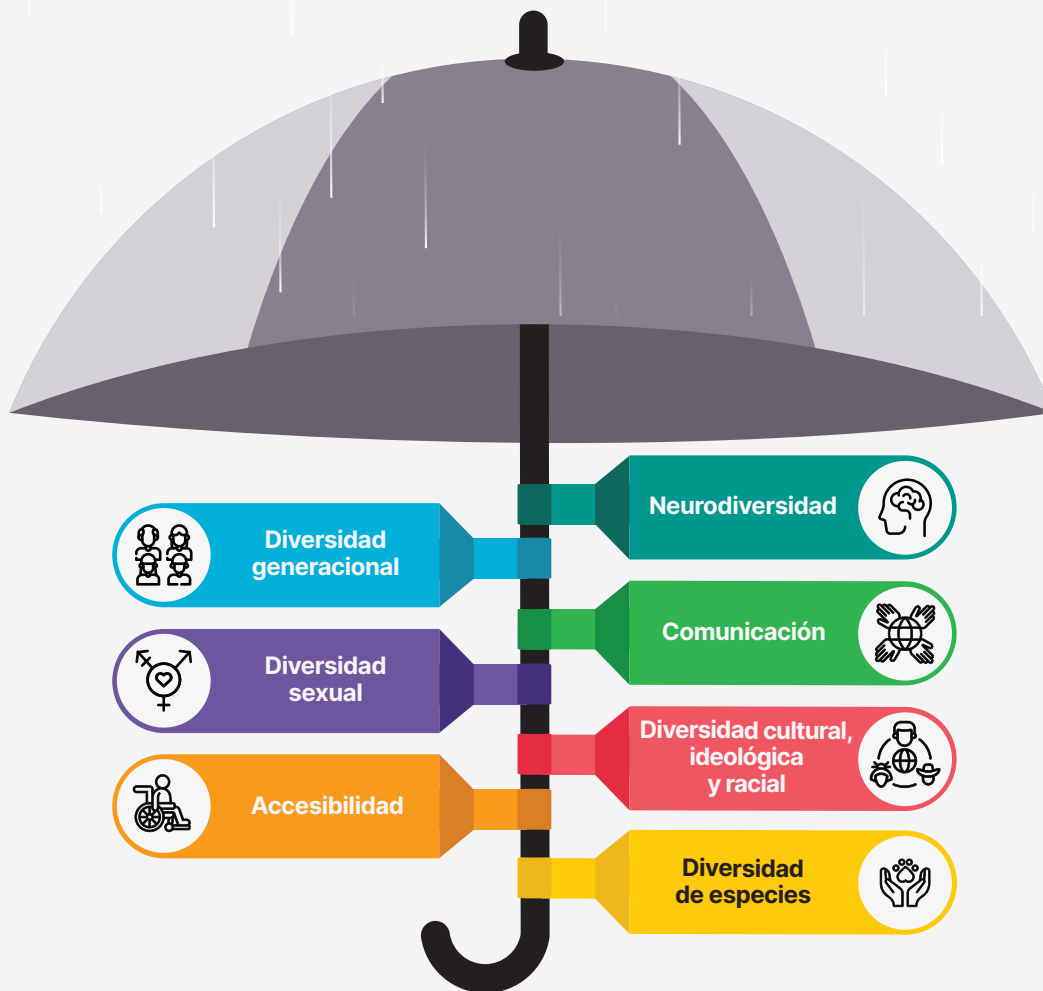 Neurodiversidad
Diversidad
generacional
Comunicación
Diversidad
sexual
Diversidad cultural,
ideológica
y racial
Accesibilidad
Diversidad
de especies